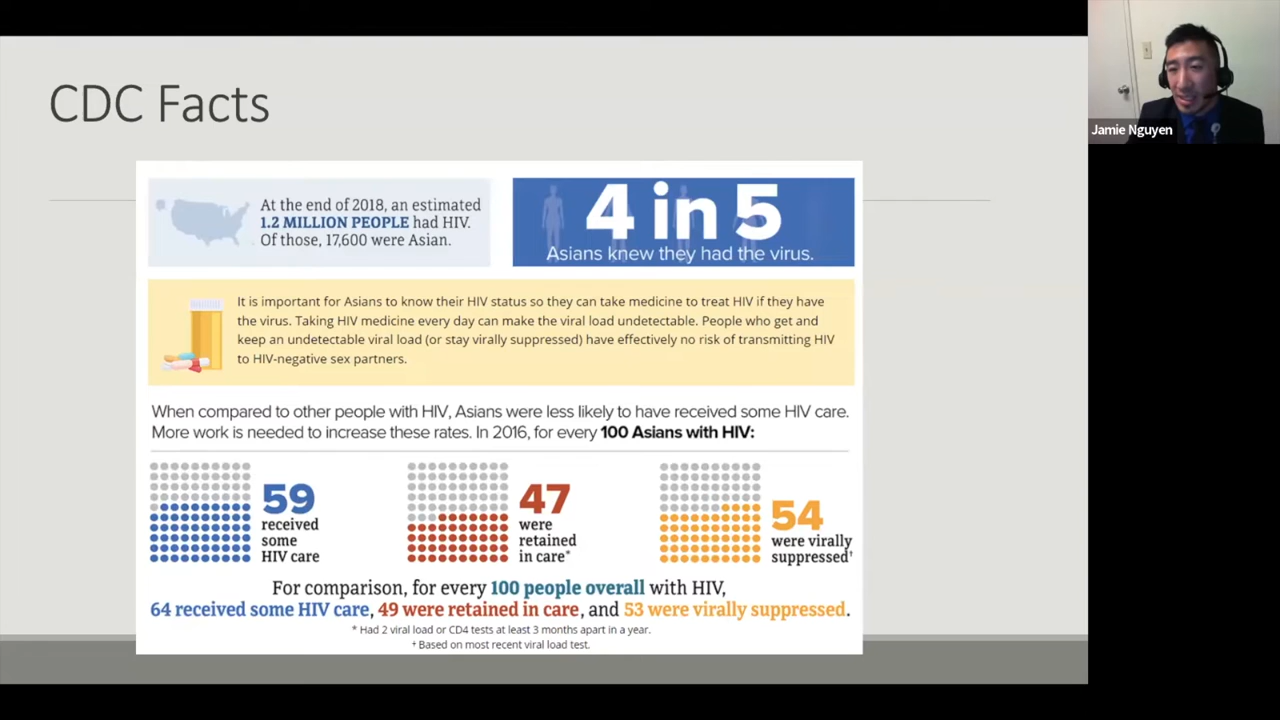 CDC Facts
At the end of 2018, an estimated
1.2 MILLION PEOPLE had HIV.
Of those, 17,600 were Asian.
4 in 5
Asians knew they had the virus.
It is important for Asians to know their HIV status so they can take medicine to treat HIV if they have
the virus. Taking HIV medicine every day can make the viral load undetectable. People who get and
keep an undetectable viral load (or stay virally suppressed) have effectively no risk of transmitting HIV
to HIV-negative sex partners.
When compared to other people with HIV, Asians were less likely to have received some HIV care.
More work is needed to increase these rates. In 2016, for every 100 Asians with HIV:
59
received
some
HIV care
47
were
retained
in care*
54
were virally
suppressed†
For comparison, for every 100 people overall with HIV,
64 received some HIV care, 49 were retained in care, and 53 were virally suppressed.
* Had 2 viral load or CD4 tests at least 3 months apart in a year.
† Based on most recent viral load test.
Jamie Nguyen